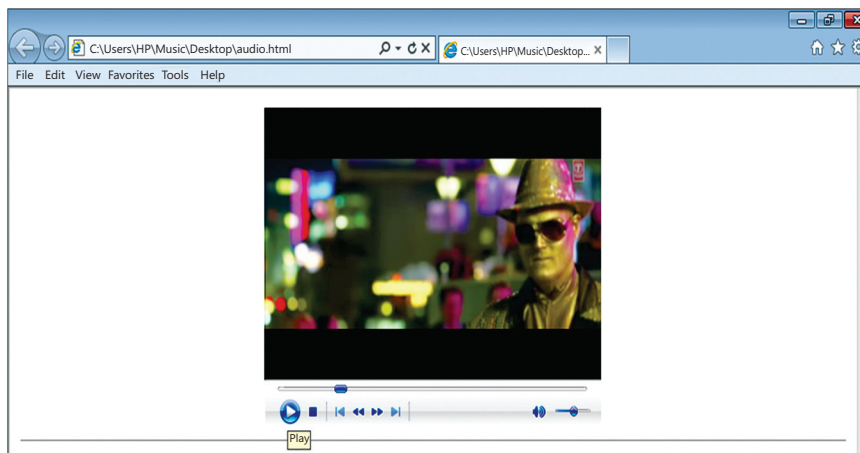 C:\Users\HP\Music\Desktop\audio.html
C:\Users\HP\Music\Desktop...
File Edit View Favorites Tools Help
Play